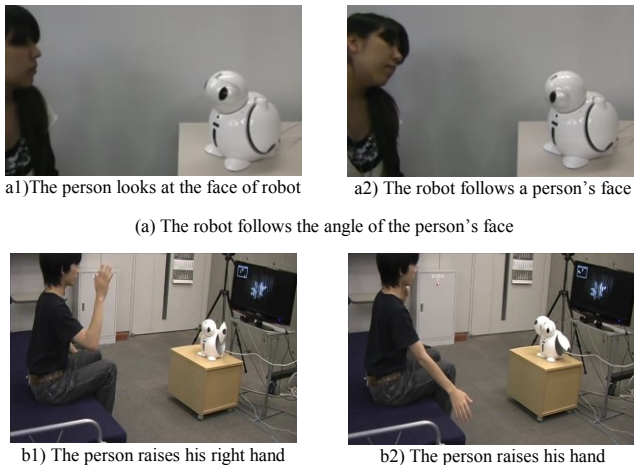 a1)The person looks at the face of robot
a2) The robot follows a person's face
(a) The robot follows the angle of the person's face
b1) The person raises his right hand
b2) The person raises his hand